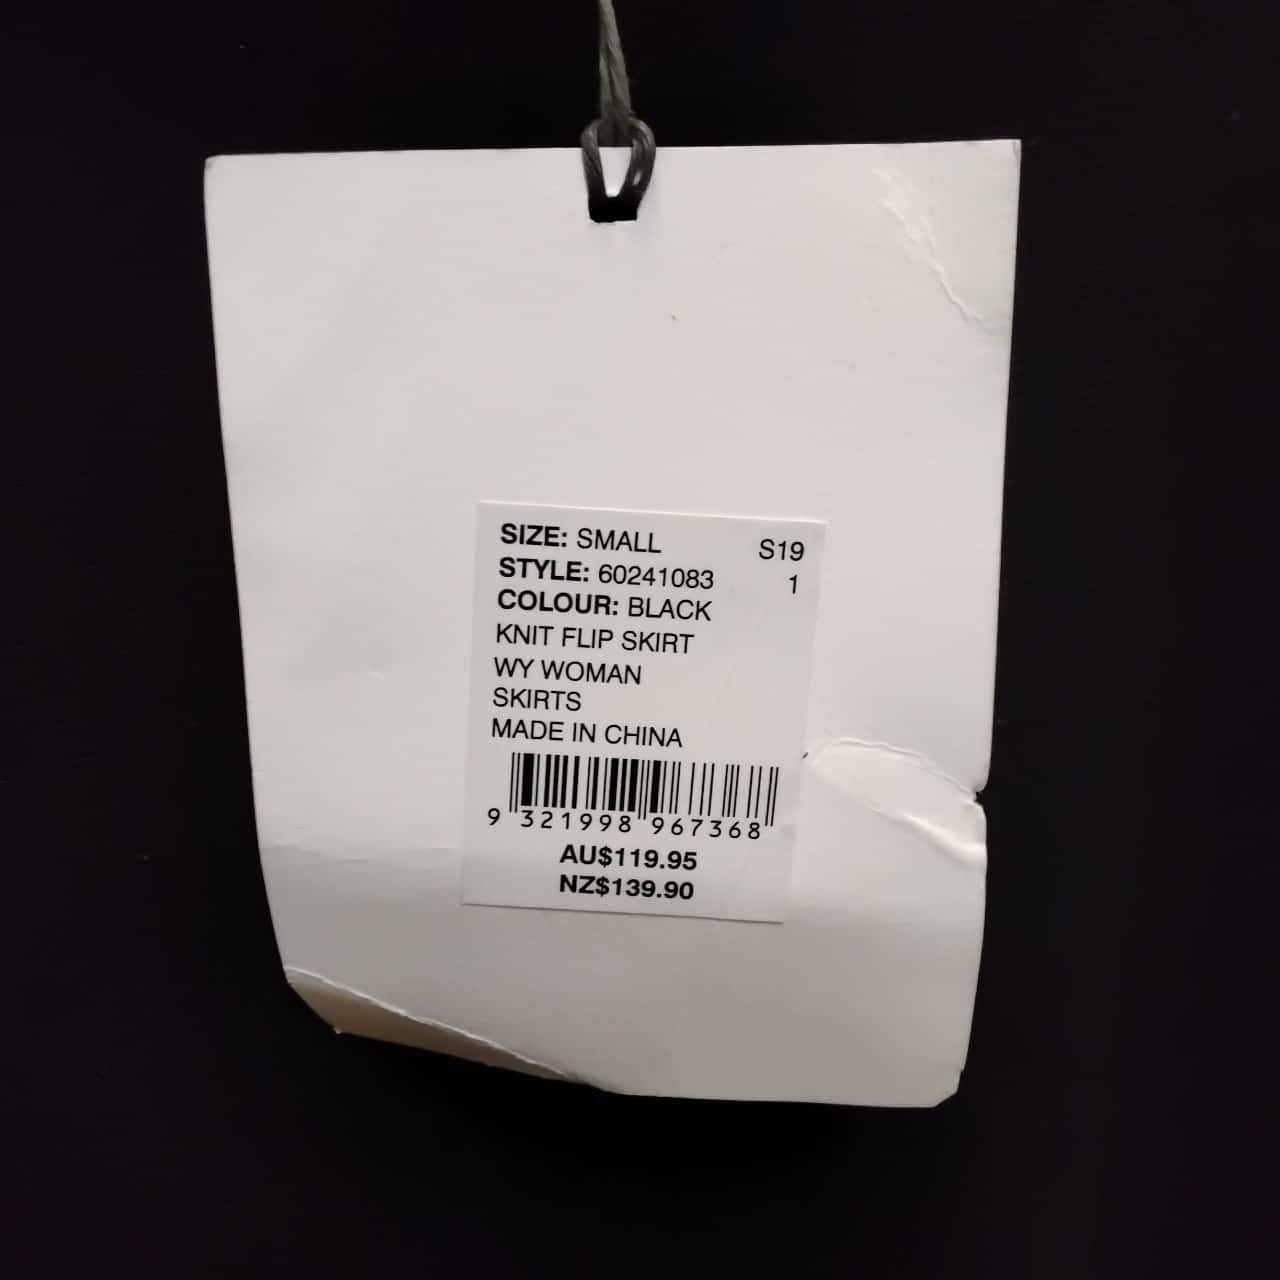 SIZE: SMALL S19
STYLE: 60241083 1
COLOUR: BLACK
KNIT FLIP SKIRT
WY WOMAN
SKIRTS
MADE IN CHINA
9 321998 967368
AU$119.95
NZ$139.90